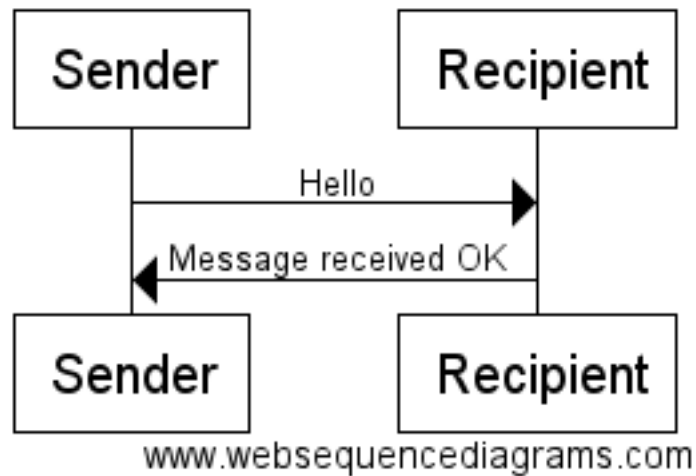 Sender Recipient
Hello
Message received OK
Sender Recipient
www.websequencediagrams.com